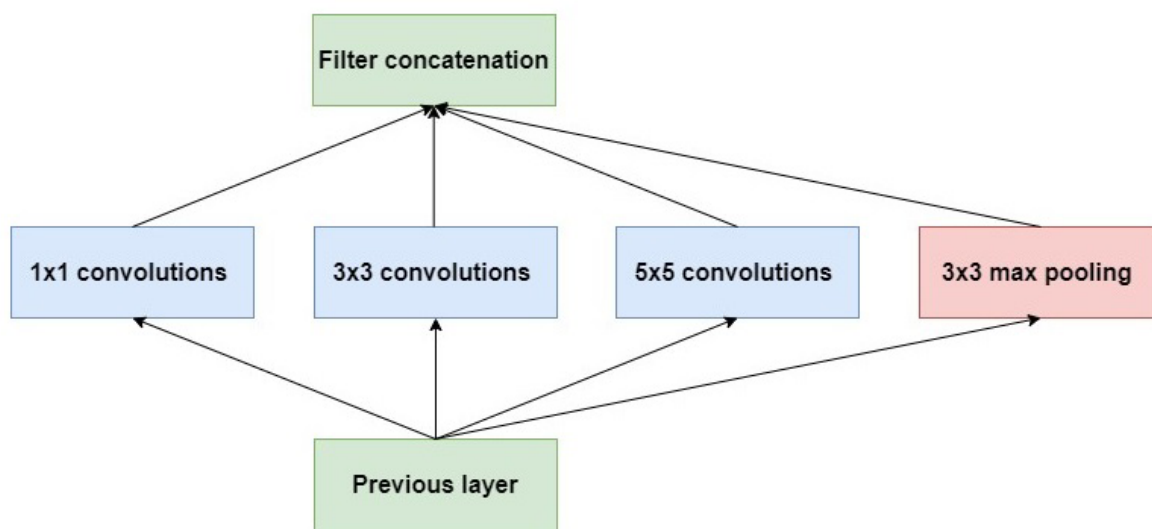 Filter concatenation
1x1 convolutions
3x3 convolutions
5x5 convolutions
3x3 max pooling
Previous layer